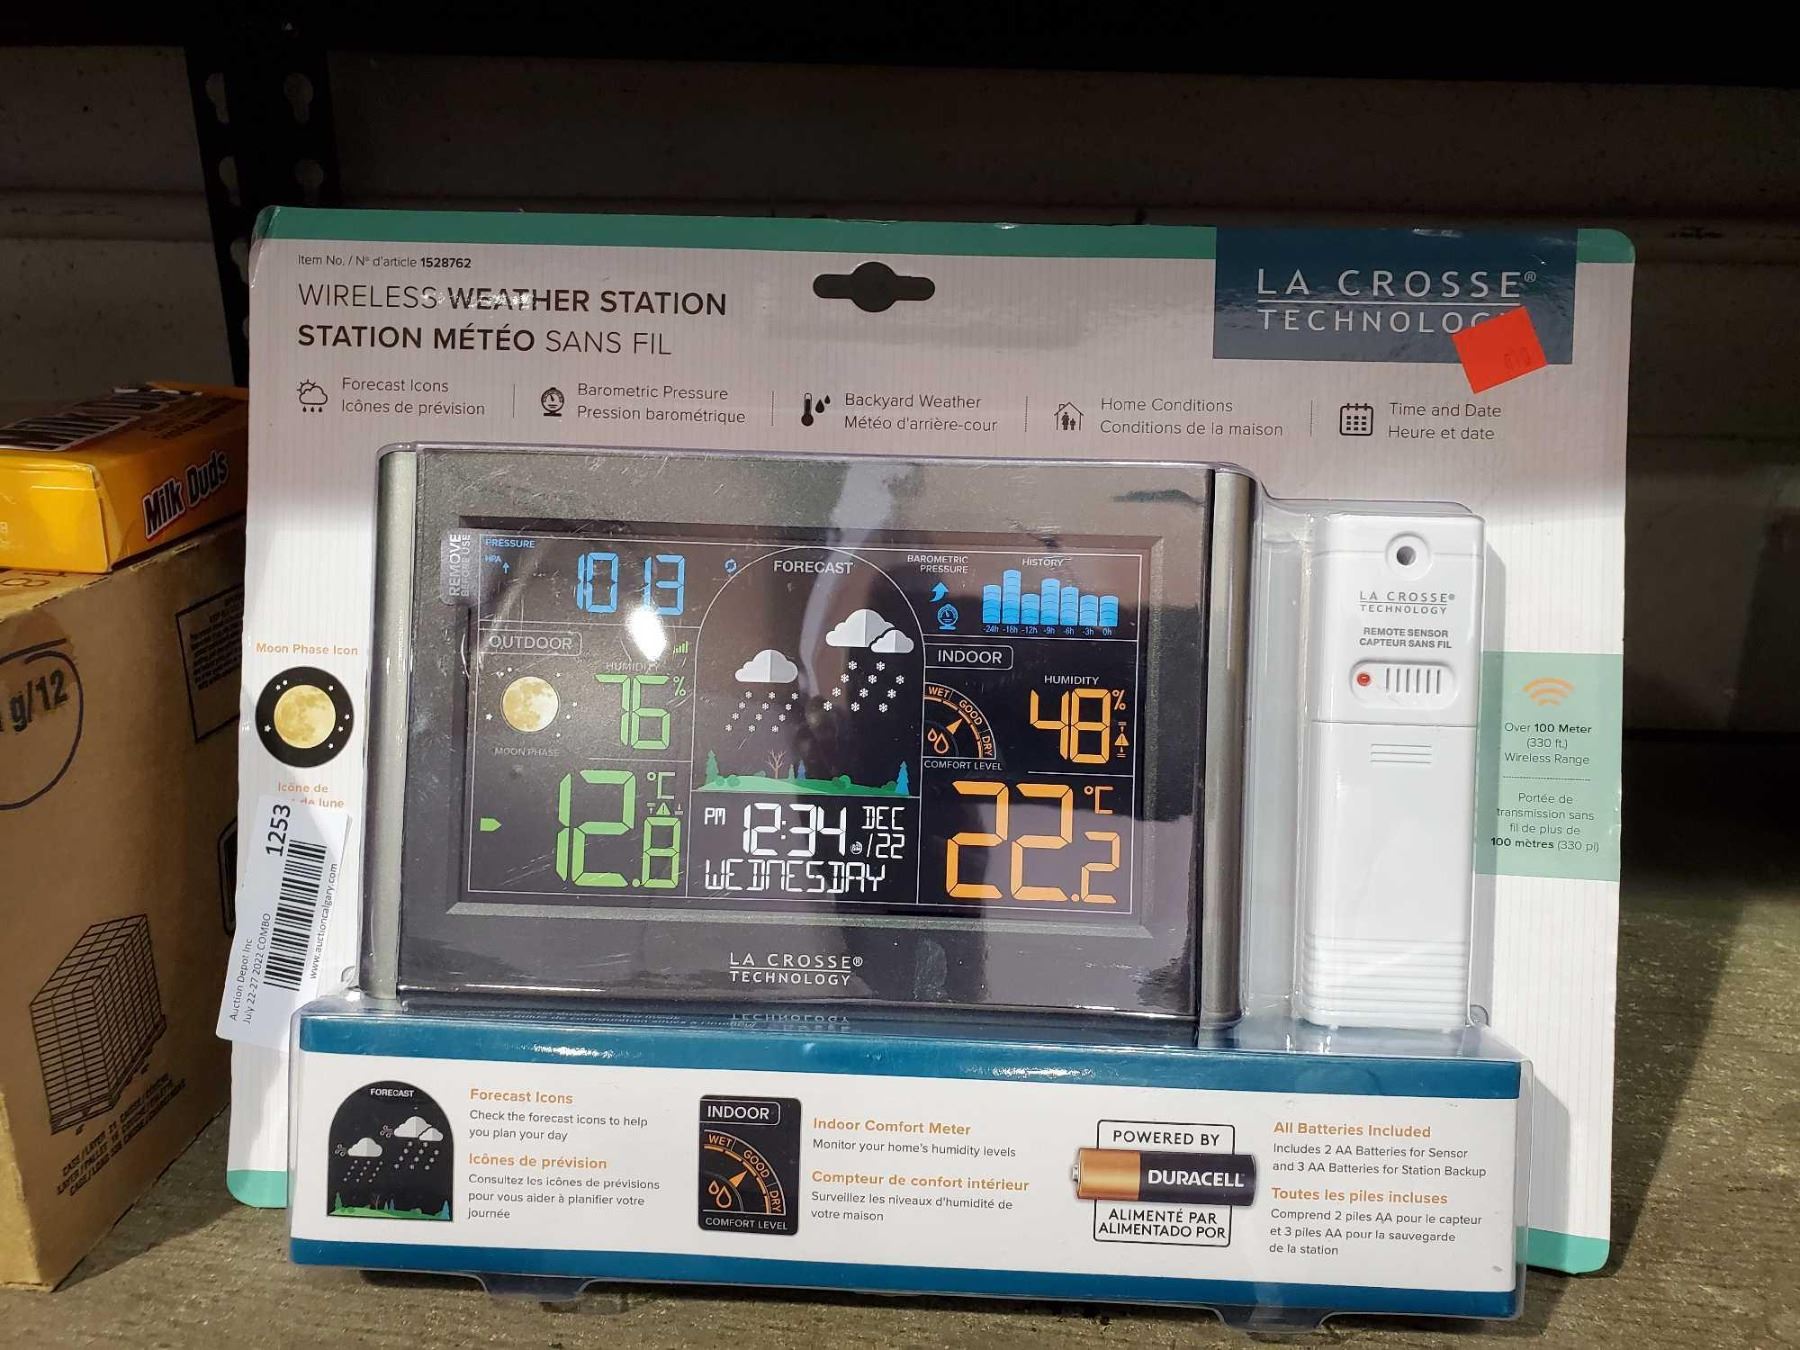 Item No. / Nº d'article 1528762
WIRELESS WEATHER STATION
STATION MÉTÉO SANS FIL
LA CROSSE®
TECHNOLOG
Forecast Icons
Icônes de prévision
Barometric Pressure
Pression barométrique
Backyard Weather
Météo d'arrière-cour
Home Conditions
Conditions de la maison
Time and Date
Heure et date
Milk Duds
g/12
REMOVE
BEFORE USE
PRESSURE
HPA
1013
FORECAST
BAROMETRIC
PRESSURE
HISTORY
-24h -18h -12h -9h -6h -3h 0h
OUTDOOR
HUMIDITY
76%
MOON PHASE
12.8 °C
INDOOR
WET GOOD DRY
COMFORT LEVEL
HUMIDITY
48%
22.2 °C
PM 12:34 DEC
/22
WEDNESDAY
LA CROSSE®
TECHNOLOGY
Moon Phase Icon
Icône de
de lune
1253
Auction Depot Inc
July 22-27 2022 COMBO
www.auctioncalgary.com
LA CROSSE®
TECHNOLOGY
REMOTE SENSOR
CAPTEUR SANS FIL
Over 100 Meter
(330 ft.)
Wireless Range
Portée de
transmission sans
fil de plus de
100 mètres (330 pi)
FORECAST
Forecast Icons
Check the forecast icons to help
you plan your day
Icônes de prévision
Consultez les icônes de prévisions
pour vous aider à planifier votre
journée
INDOOR
WET GOOD DRY
COMFORT LEVEL
Indoor Comfort Meter
Monitor your home's humidity levels
Compteur de confort intérieur
Surveillez les niveaux d'humidité de
votre maison
POWERED BY
DURACELL
ALIMENTÉ PAR
ALIMENTADO POR
All Batteries Included
Includes 2 AA Batteries for Sensor
and 3 AA Batteries for Station Backup
Toutes les piles incluses
Comprend 2 piles AA pour le capteur
et 3 piles AA pour la sauvegarde
de la station